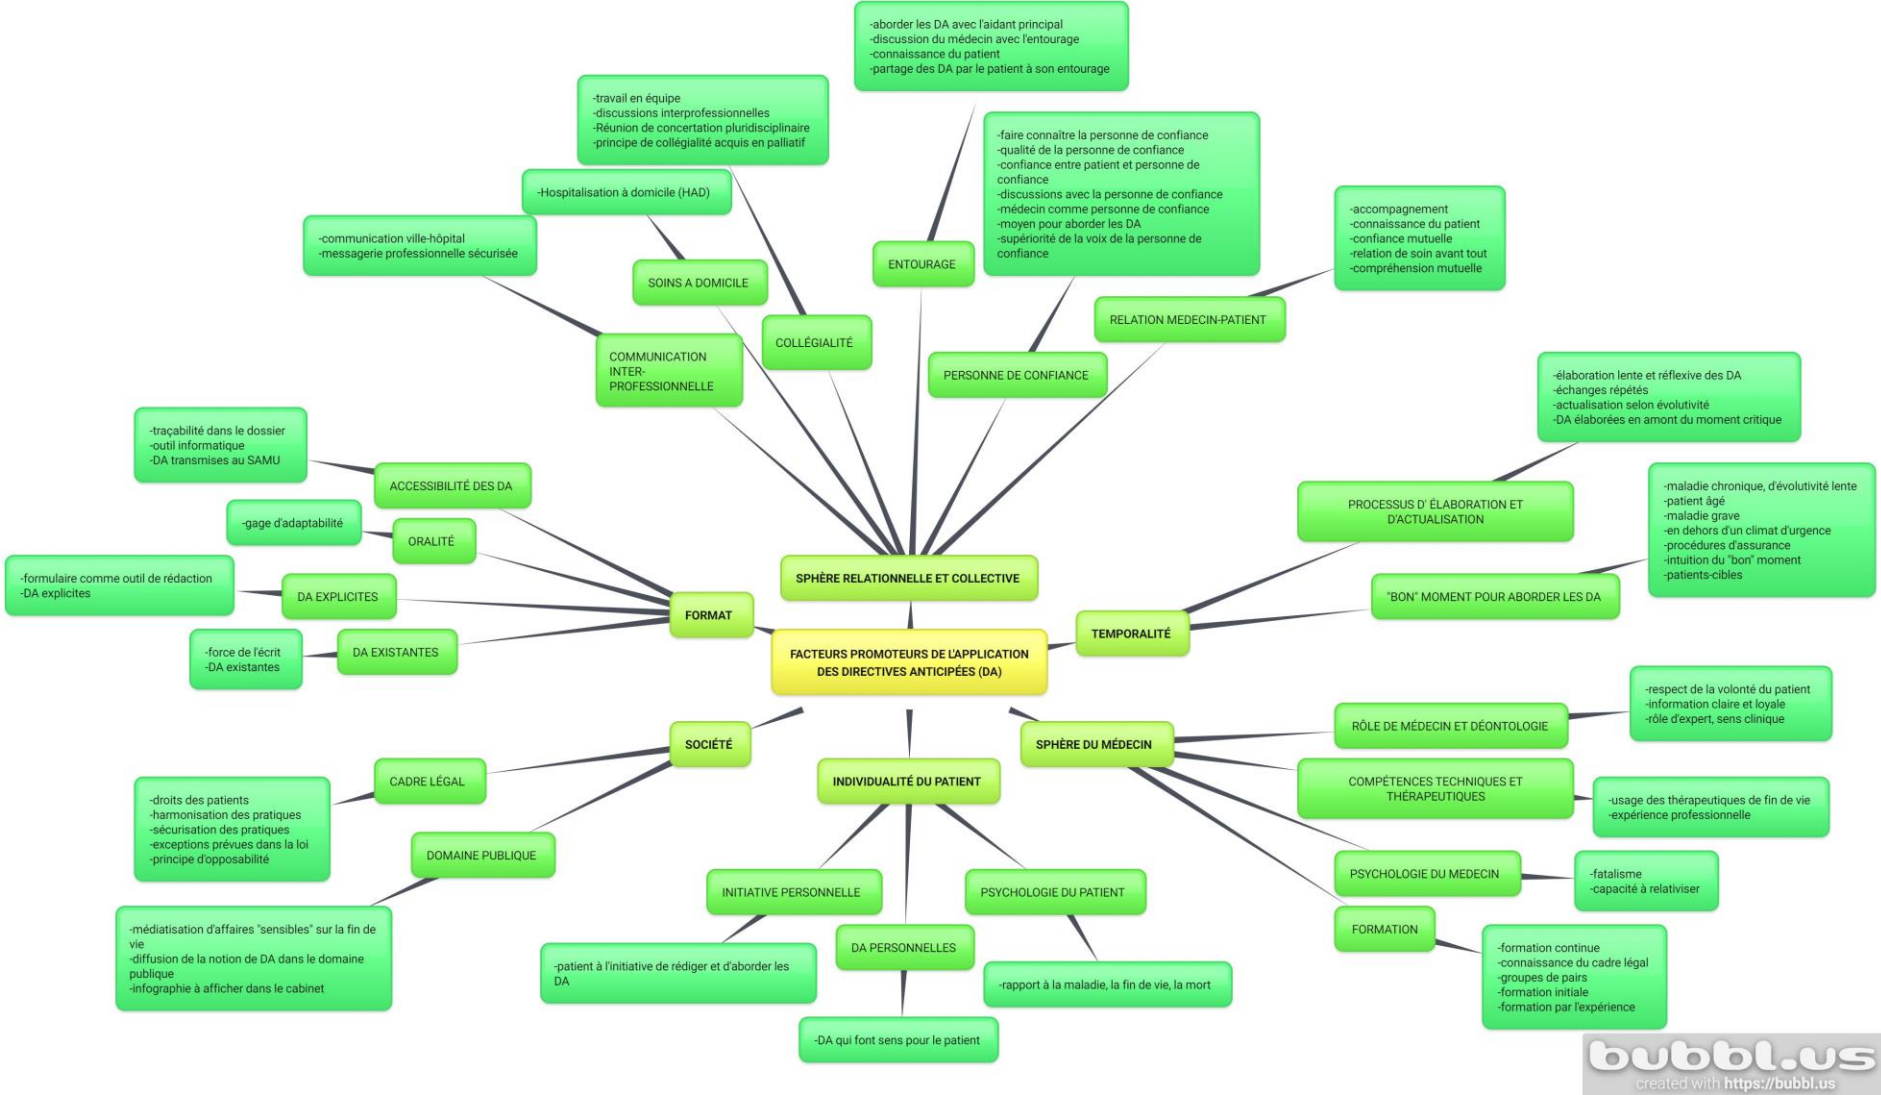 -aborder les DA avec l'aidant principal
-discussion du médecin avec l'entourage
-connaissance du patient
-partage des DA par le patient à son entourage
-travail en équipe
-discussions interprofessionnelles
-Réunion de concertation pluridisciplinaire
-principe de collégialité acquis en palliatif
-faire connaître la personne de confiance
-qualité de la personne de confiance
-confiance entre patient et personne de
confiance
-discussions avec la personne de confiance
-médecin comme personne de confiance
-moyen pour aborder les DA
-supériorité de la voix de la personne de
confiance
-Hospitalisation à domicile (HAD)
-accompagnement
-connaissance du patient
-confiance mutuelle
-relation de soin avant tout
-compréhension mutuelle
-communication ville-hôpital
-messagerie professionnelle sécurisée
ENTOURAGE
SOINS A DOMICILE
RELATION MEDECIN-PATIENT
COLLÉGIALITÉ
COMMUNICATION
INTER-
PROFESSIONNELLE
PERSONNE DE CONFIANCE
-élaboration lente et réflexive des DA
-échanges répétés
-actualisation selon évolutivité
-DA élaborées en amont du moment critique
-traçabilité dans le dossier
-outil informatique
-DA transmises au SAMU
ACCESSIBILITÉ DES DA
PROCESSUS D' ÉLABORATION ET
D'ACTUALISATION
-maladie chronique, d'évolutivité lente
-patient âgé
-maladie grave
-en dehors d'un climat d'urgence
-procédures d'assurance
-intuition du "bon" moment
-patients-cibles
-gage d'adaptabilité
ORALITÉ
-formulaire comme outil de rédaction
-DA explicites
DA EXPLICITES
SPHÈRE RELATIONNELLE ET COLLECTIVE
"BON" MOMENT POUR ABORDER LES DA
FORMAT
TEMPORALITÉ
-force de l'écrit
-DA existantes
DA EXISTANTES
FACTEURS PROMOTEURS DE L'APPLICATION
DES DIRECTIVES ANTICIPÉES (DA)
-respect de la volonté du patient
-information claire et loyale
-rôle d'expert, sens clinique
RÔLE DE MÉDECIN ET DÉONTOLOGIE
SOCIÉTÉ
SPHÈRE DU MÉDECIN
CADRE LÉGAL
INDIVIDUALITÉ DU PATIENT
COMPÉTENCES TECHNIQUES ET
THÉRAPEUTIQUES
-droits des patients
-harmonisation des pratiques
-sécurisation des pratiques
-exceptions prévues dans la loi
-principe d'opposabilité
-usage des thérapeutiques de fin de vie
-expérience professionnelle
DOMAINE PUBLIQUE
PSYCHOLOGIE DU MEDECIN
-fatalisme
-capacité à relativiser
INITIATIVE PERSONNELLE
PSYCHOLOGIE DU PATIENT
-médiatisation d'affaires "sensibles" sur la fin de
vie
-diffusion de la notion de DA dans le domaine
publique
-infographie à afficher dans le cabinet
FORMATION
DA PERSONNELLES
-formation continue
-connaissance du cadre légal
-groupes de pairs
-formation initiale
-formation par l'expérience
-patient à l'initiative de rédiger et d'aborder les
DA
-rapport à la maladie, la fin de vie, la mort
-DA qui font sens pour le patient
bubbl.us
created with https://bubbl.us